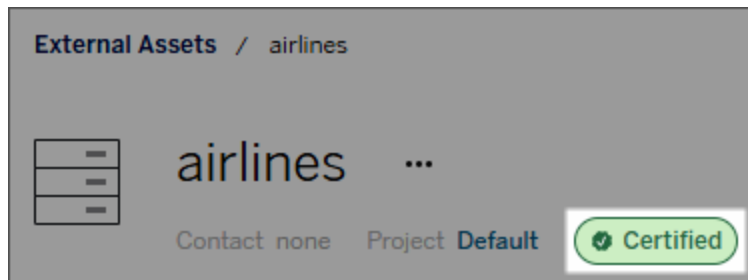 External Assets / airlines
airlines ...
Contact none Project Default Certified